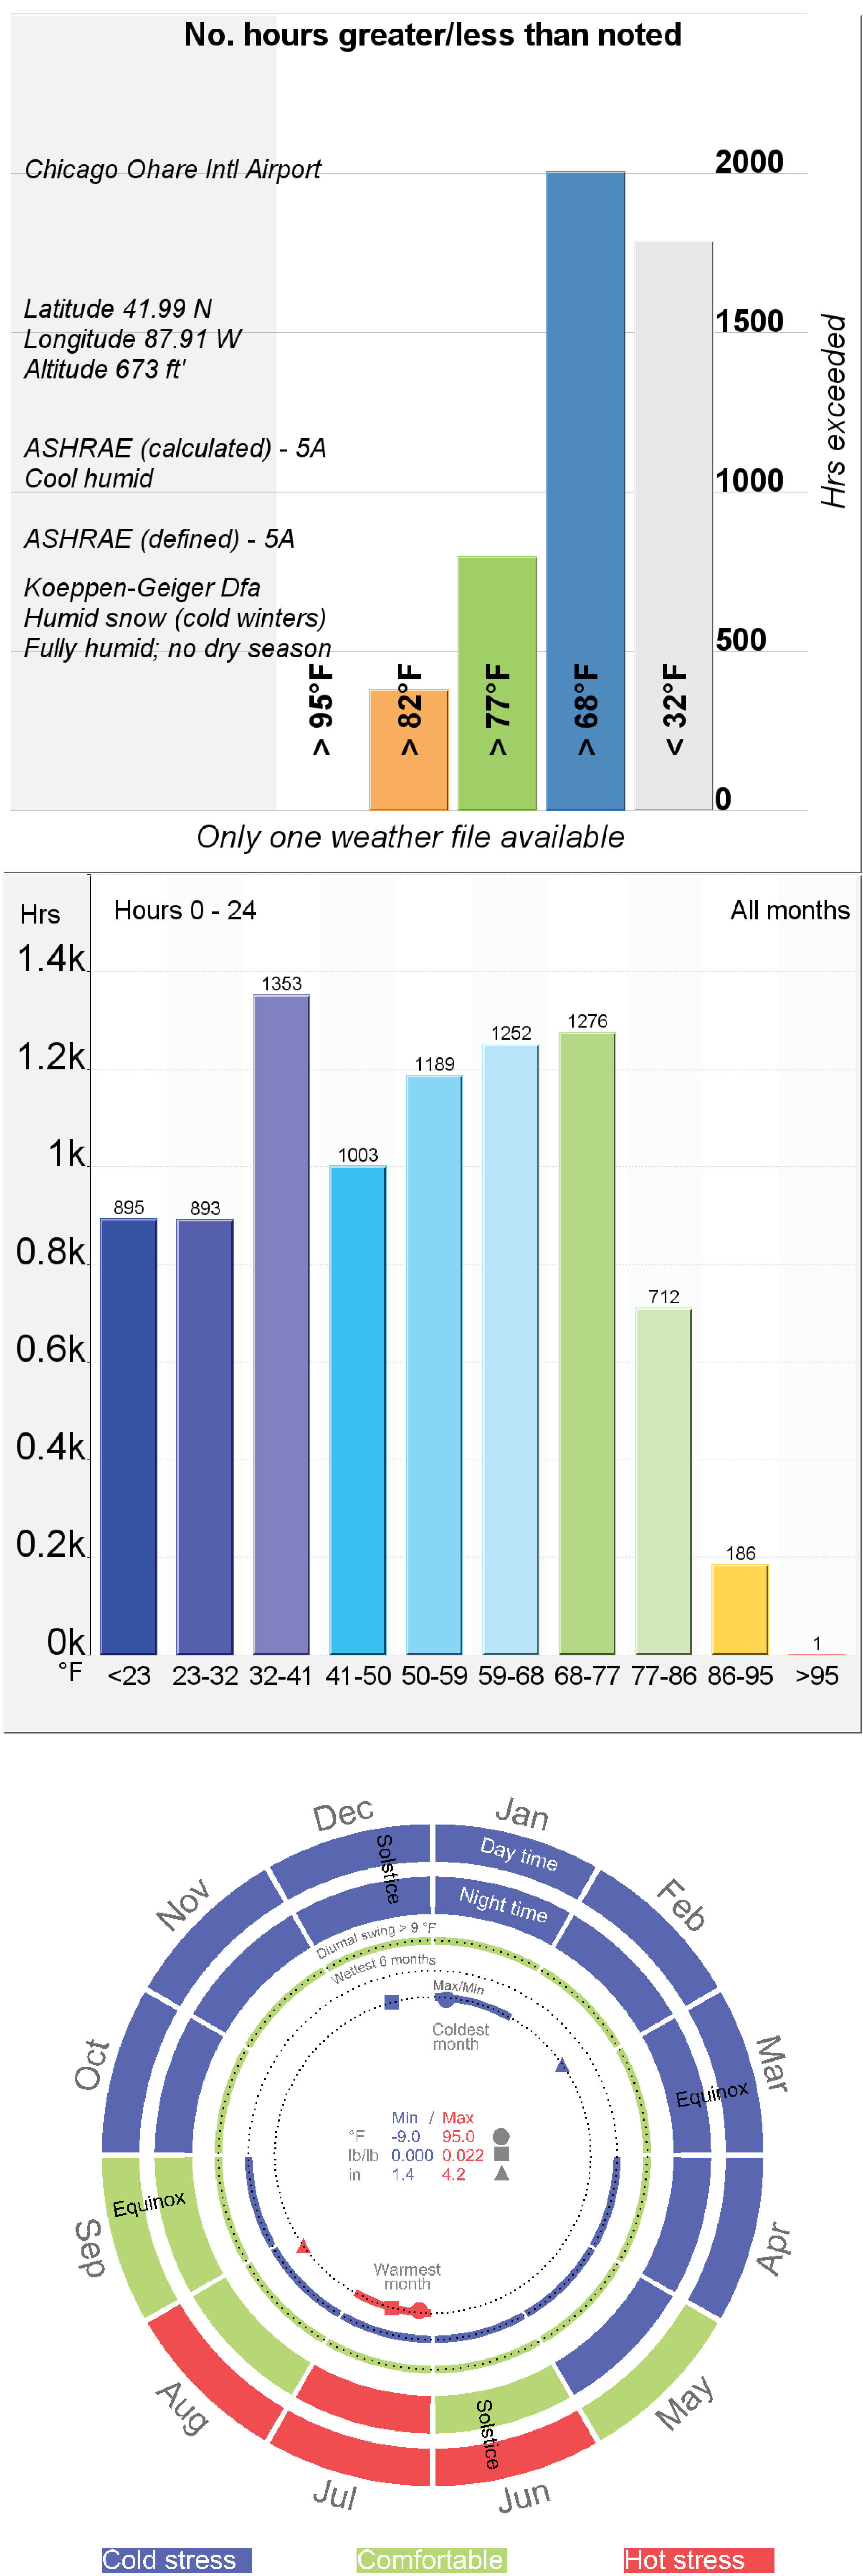 No. hours greater/less than noted
Chicago Ohare Intl Airport
2000
Latitude 41.99 N
Longitude 87.91 W
Altitude 673 ft'
1500
Hrs exceeded
ASHRAE (calculated) - 5A
Cool humid
1000
ASHRAE (defined) - 5A
Koeppen-Geiger Dfa
Humid snow (cold winters)
Fully humid; no dry season
500
> 95°F
> 82°F
> 77°F
> 68°F
< 32°F
0
Only one weather file available
Hrs
Hours 0 - 24
All months
1.4k
1.2k
1k
0.8k
0.6k
0.4k
0.2k
0k
895
893
1353
1003
1189
1252
1276
712
186
1
°F
<23
23-32
32-41
41-50
50-59
59-68
68-77
77-86
86-95
>95
Dec
Jan
Nov
Feb
Oct
Mar
Sep
Apr
Aug
May
Jul
Jun
Solstice
Day time
Night time
Diurnal swing > 9 °F
Wettest 6 months
Max/Min
Coldest
month
Equinox
Min / Max
°F -9.0 95.0
lb/lb 0.000 0.022
in 1.4 4.2
Equinox
Warmest
month
Solstice
Cold stress
Comfortable
Hot stress